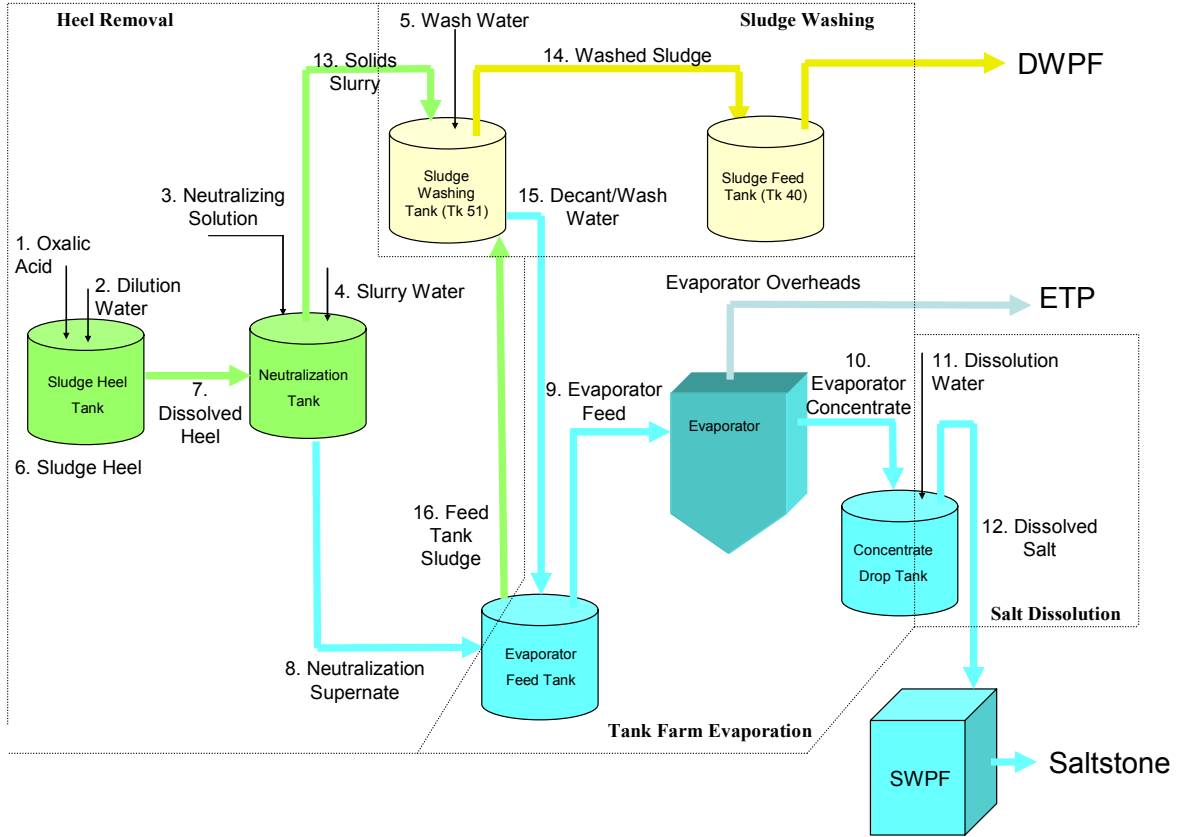 Heel Removal
5. Wash Water
Sludge Washing
13. Solids
Slurry
14. Washed Sludge
DWPF
Sludge
Washing
Tank (Tk 51)
Sludge Feed
Tank (Tk 40)
15. Decant/Wash
Water
3. Neutralizing
Solution
1. Oxalic
Acid
2. Dilution
Water
4. Slurry Water
Evaporator Overheads
ETP
Sludge Heel
Tank
7.
Dissolved
Heel
Neutralization
Tank
6. Sludge Heel
9. Evaporator
Feed
Evaporator
10.
Evaporator
Concentrate
11. Dissolution
Water
16. Feed
Tank
Sludge
Concentrate
Drop Tank
12. Dissolved
Salt
Salt Dissolution
8. Neutralization
Supernate
Evaporator
Feed Tank
Tank Farm Evaporation
SWPF
Saltstone